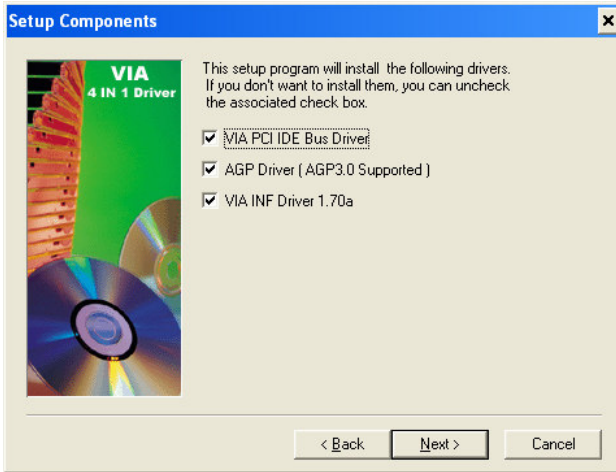 Setup Components
VIA
4 IN 1 Driver
This setup program will install  the following drivers.
If you don't want to install them, you can uncheck
the associated check box.
VIA PCI IDE Bus Driver
AGP Driver ( AGP3.0 Supported )
VIA INF Driver 1.70a
< Back
Next >
Cancel